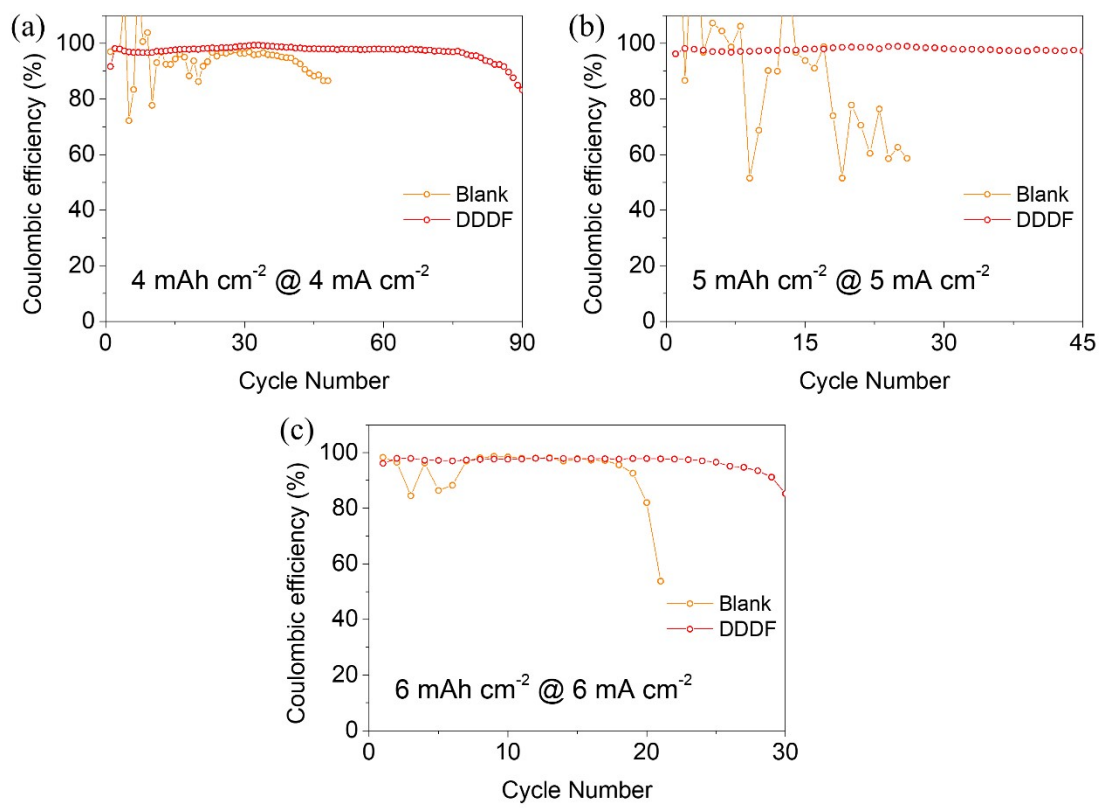 (a)
Coulombic efficiency (%)
100
80
60
40
20
0
Blank
DDDF
4 mAh cm⁻² @ 4 mA cm⁻²
0
30
60
90
Cycle Number
(b)
Coulombic efficiency (%)
100
80
60
40
20
0
Blank
DDDF
5 mAh cm⁻² @ 5 mA cm⁻²
0
15
30
45
Cycle Number
(c)
Coulombic efficiency (%)
100
80
60
40
20
0
Blank
DDDF
6 mAh cm⁻² @ 6 mA cm⁻²
0
10
20
30
Cycle Number